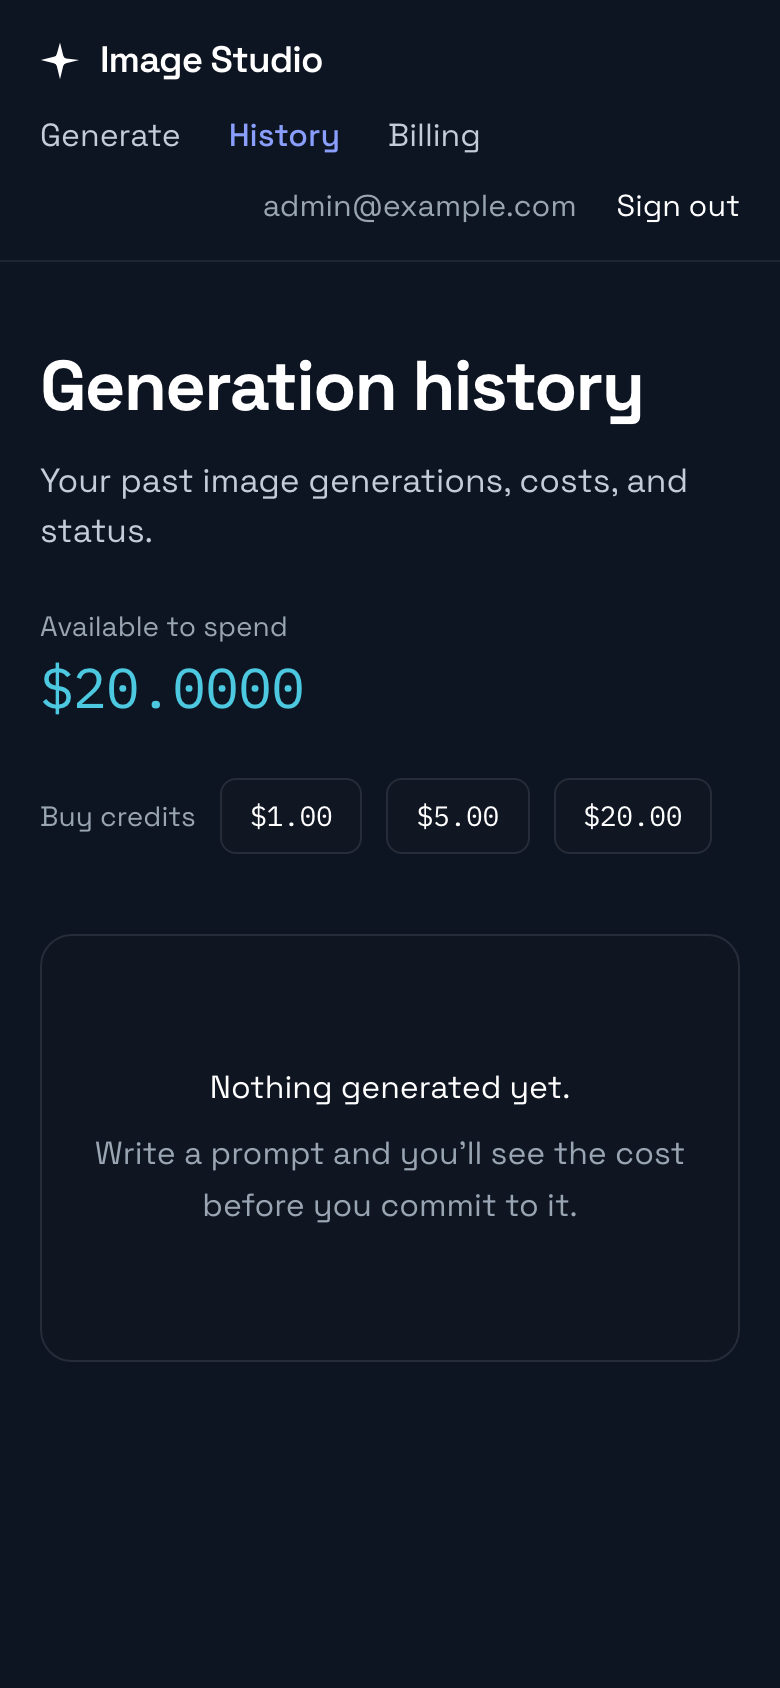 Image Studio
Generate History Billing
admin@example.com Sign out
Generation history
Your past image generations, costs, and
status.
Available to spend
$20.0000
Buy credits $1.00 $5.00 $20.00
Nothing generated yet.
Write a prompt and you’ll see the cost
before you commit to it.